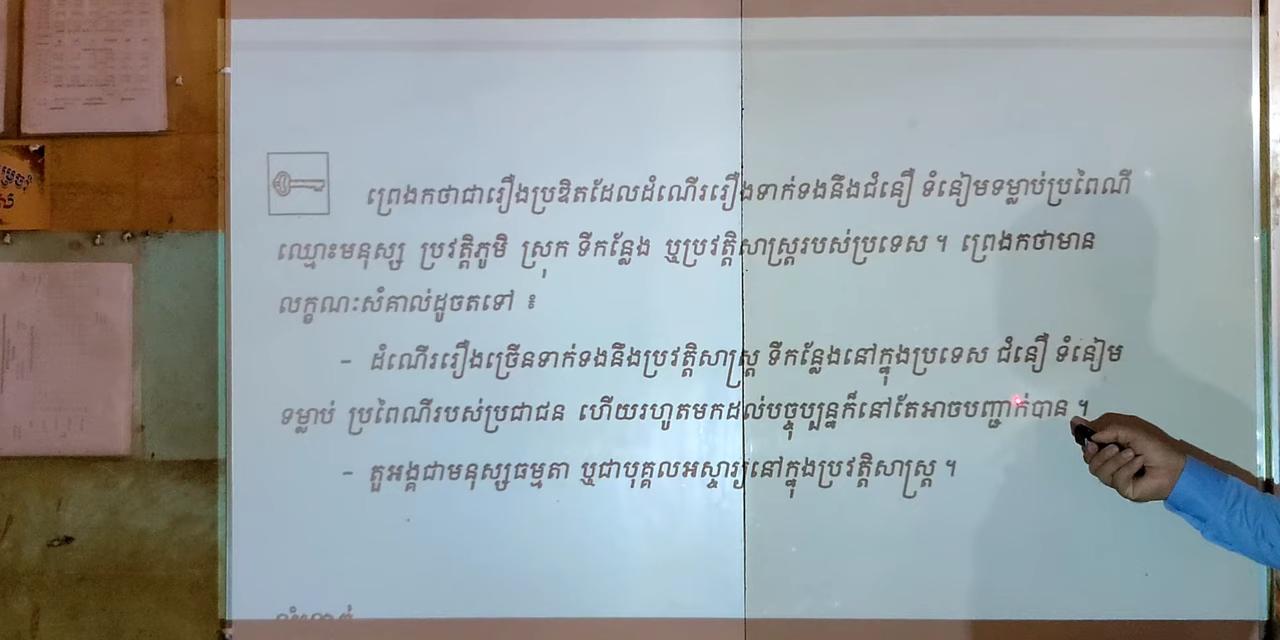 ព្រេងកថាជារឿងប្រឌិតដែលដំណើររឿងទាក់ទងនឹងជំនឿ ទំនៀមទម្លាប់ប្រពៃណី
ឈ្មោះមនុស្ស ប្រវត្តិភូមិ ស្រុក ទីកន្លែង ឬប្រវត្តិសាស្ត្ររបស់ប្រទេស ។ ព្រេងកថាមាន
លក្ខណៈសំគាល់ដូចតទៅ ៖
– ដំណើររឿងច្រើនទាក់ទងនឹងប្រវត្តិសាស្ត្រ ទីកន្លែងនៅក្នុងប្រទេស ជំនឿ ទំនៀម
ទម្លាប់ ប្រពៃណីរបស់ប្រជាជន ហើយរហូតមកដល់បច្ចុប្បន្នក៏នៅតែអាចបញ្ជាក់បាន ។
– តួអង្គជាមនុស្សធម្មតា ឬជាបុគ្គលអស្ចារ្យនៅក្នុងប្រវត្តិសាស្ត្រ ។